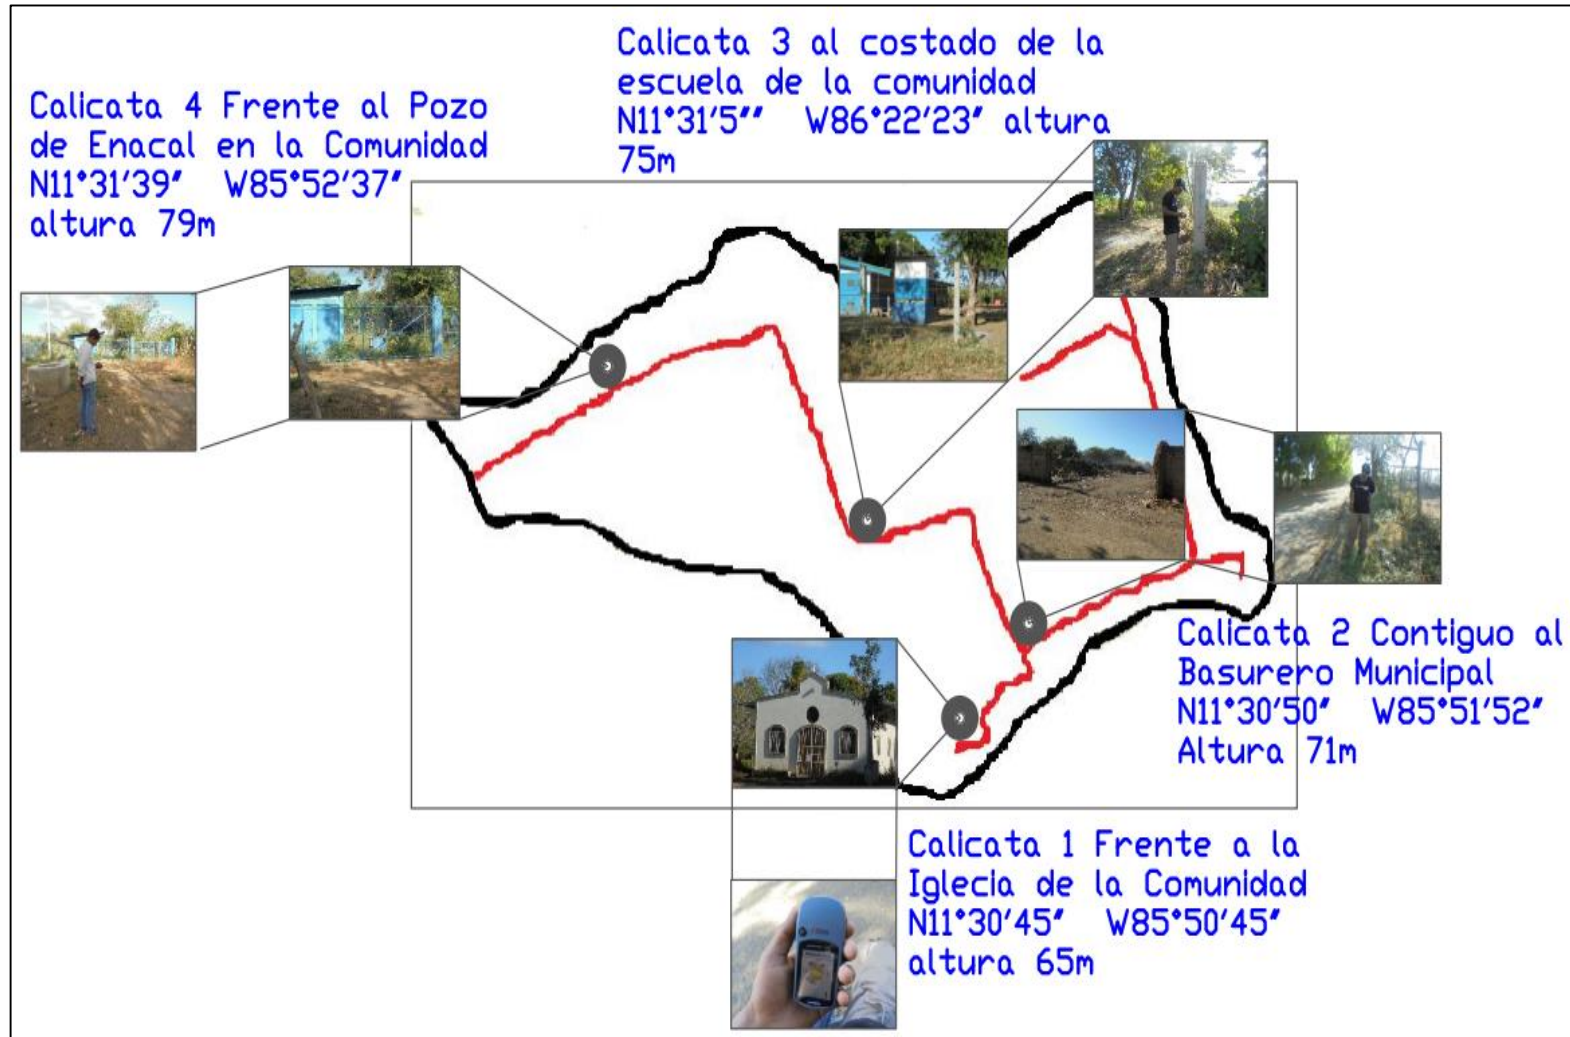 Calicata 3 al costado de la
escuela de la comunidad
N11°31'5'' W86°22'23" altura
75m
Calicata 4 Frente al Pozo
de Enacal en la Comunidad
N11°31'39" W85°52'37"
altura 79m
Calicata 2 Contiguo al
Basurero Municipal
N11°30'50" W85°51'52"
Altura 71m
Calicata 1 Frente a la
Iglecia de la Comunidad
N11°30'45" W85°50'45"
altura 65m